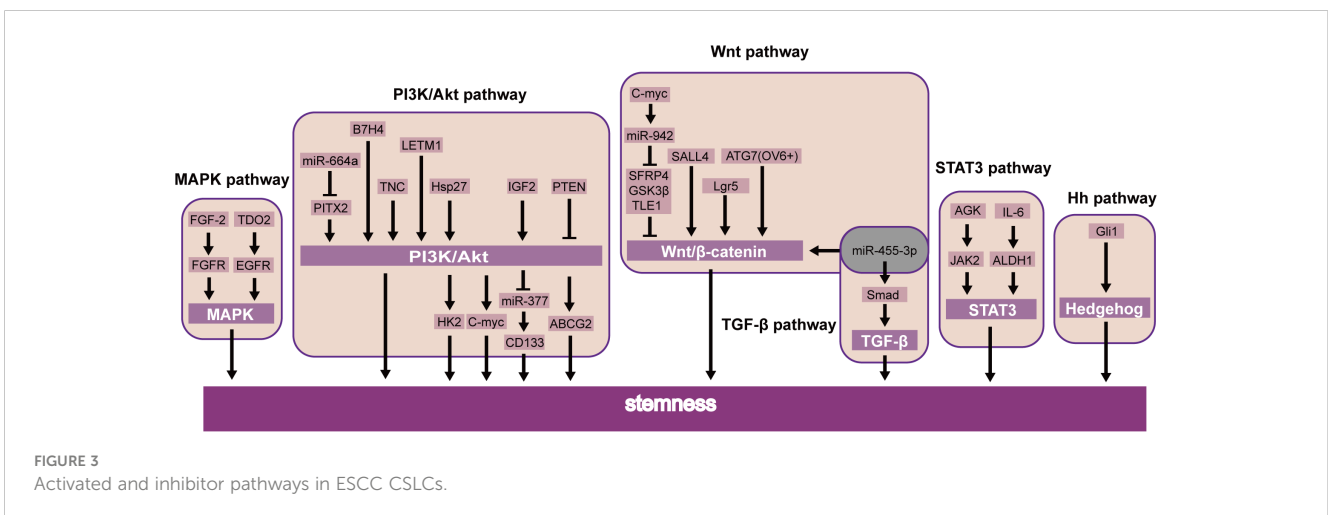 Wnt pathway
PI3K/Akt pathway
C-myc
B7H4
miR-942
LETM1
miR-664a
SALL4
ATG7(OV6+)
STAT3 pathway
MAPK pathway
TNC
Hsp27
IGF2
PTEN
SFRP4
GSK3β
TLE1
Lgr5
Hh pathway
PITX2
FGF-2
TDO2
AGK
IL-6
Gli1
PI3K/Akt
Wnt/β-catenin
miR-455-3p
FGFR
EGFR
JAK2
ALDH1
miR-377
Smad
MAPK
HK2
C-myc
ABCG2
TGF-β pathway
STAT3
Hedgehog
CD133
TGF-β
stemness
FIGURE 3
Activated and inhibitor pathways in ESCC CSLCs.